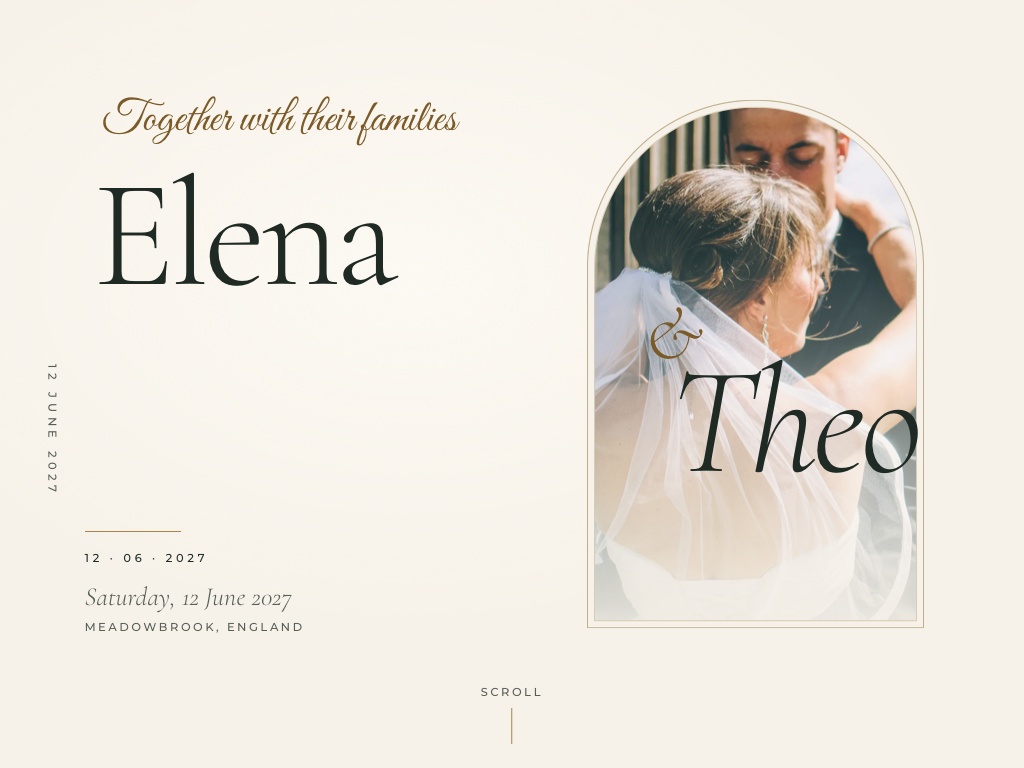 Together with their families
Elena
&
Theo
12 JUNE 2027
12 · 06 · 2027
Saturday, 12 June 2027
MEADOWBROOK, ENGLAND
SCROLL